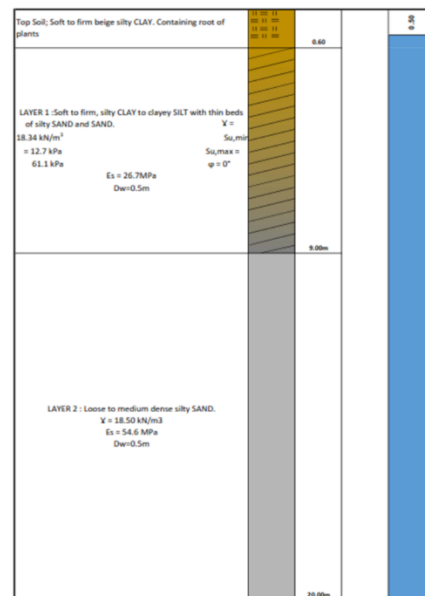 Top Soil; Soft to firm beige silty CLAY. Containing root of
plants
0.60
0.50
LAYER 1 :Soft to firm, silty CLAY to clayey SILT with thin beds
of silty SAND and SAND. ɣ =
18.34 kN/m³ Su,min
= 12.7 kPa Su,max =
61.1 kPa φ = 0°
Es = 26.7MPa
Dw=0.5m
9.00m
LAYER 2 : Loose to medium dense silty SAND.
ɣ = 18.50 kN/m3
Es = 54.6 MPa
Dw=0.5m
20.00m